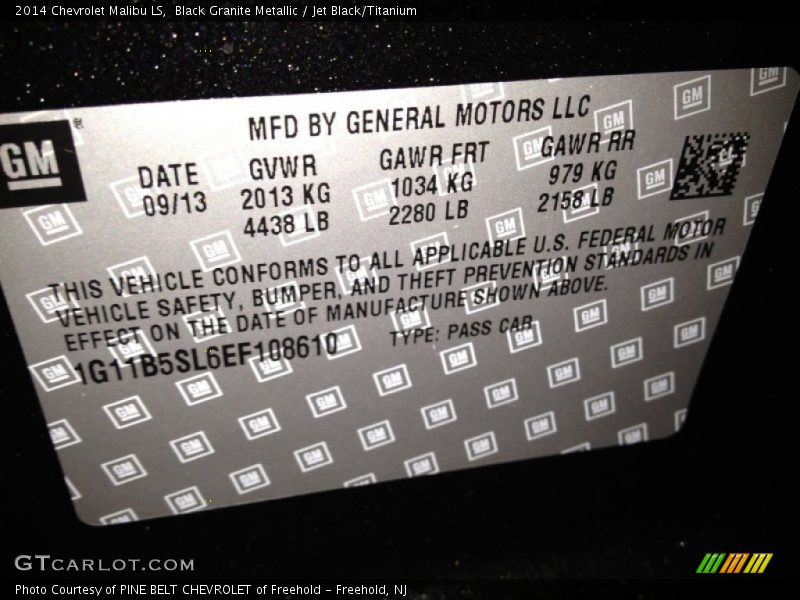 2014 Chevrolet Malibu LS, Black Granite Metallic / Jet Black/Titanium
GM ®
MFD BY GENERAL MOTORS LLC
DATE GVWR GAWR FRT GAWR RR
09/13 2013 KG 1034 KG 979 KG
4438 LB 2280 LB 2158 LB
THIS VEHICLE CONFORMS TO ALL APPLICABLE U.S. FEDERAL MOTOR
VEHICLE SAFETY, BUMPER, AND THEFT PREVENTION STANDARDS IN
EFFECT ON THE DATE OF MANUFACTURE SHOWN ABOVE.
1G11B5SL6EF108610 TYPE: PASS CAR
GTCARLOT.COM
Photo Courtesy of PINE BELT CHEVROLET of Freehold - Freehold, NJ